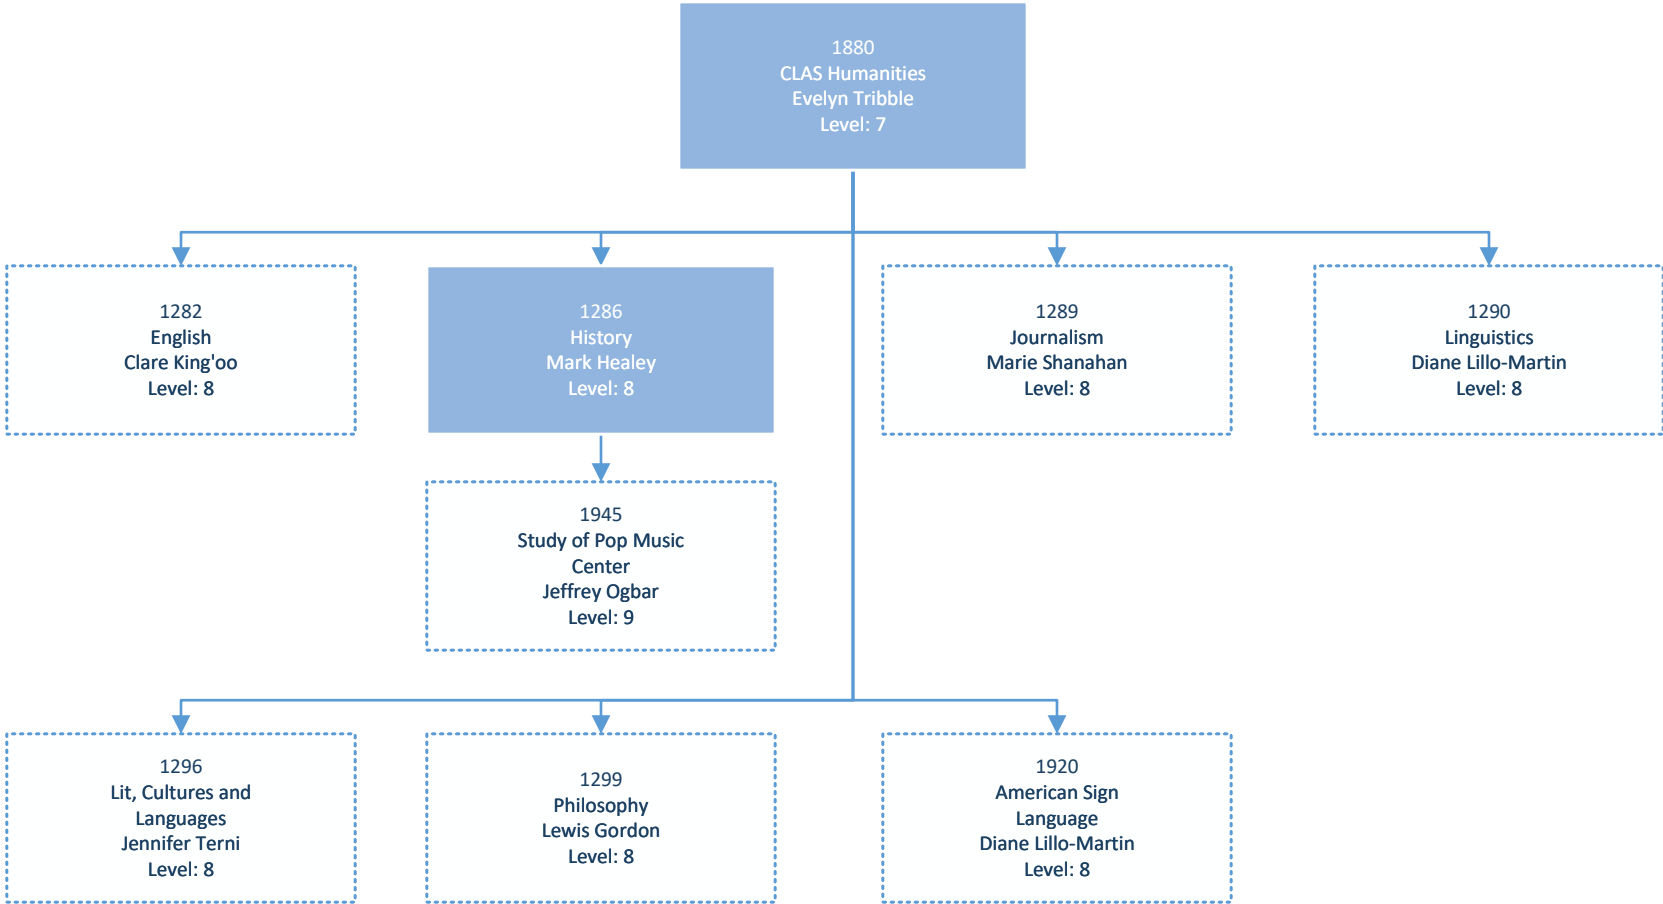 1880
CLAS Humanities
Evelyn Tribble
Level: 7
1282
English
Clare King'oo
Level: 8
1286
History
Mark Healey
Level: 8
1289
Journalism
Marie Shanahan
Level: 8
1290
Linguistics
Diane Lillo-Martin
Level: 8
1945
Study of Pop Music
Center
Jeffrey Ogbar
Level: 9
1296
Lit, Cultures and
Languages
Jennifer Terni
Level: 8
1299
Philosophy
Lewis Gordon
Level: 8
1920
American Sign
Language
Diane Lillo-Martin
Level: 8